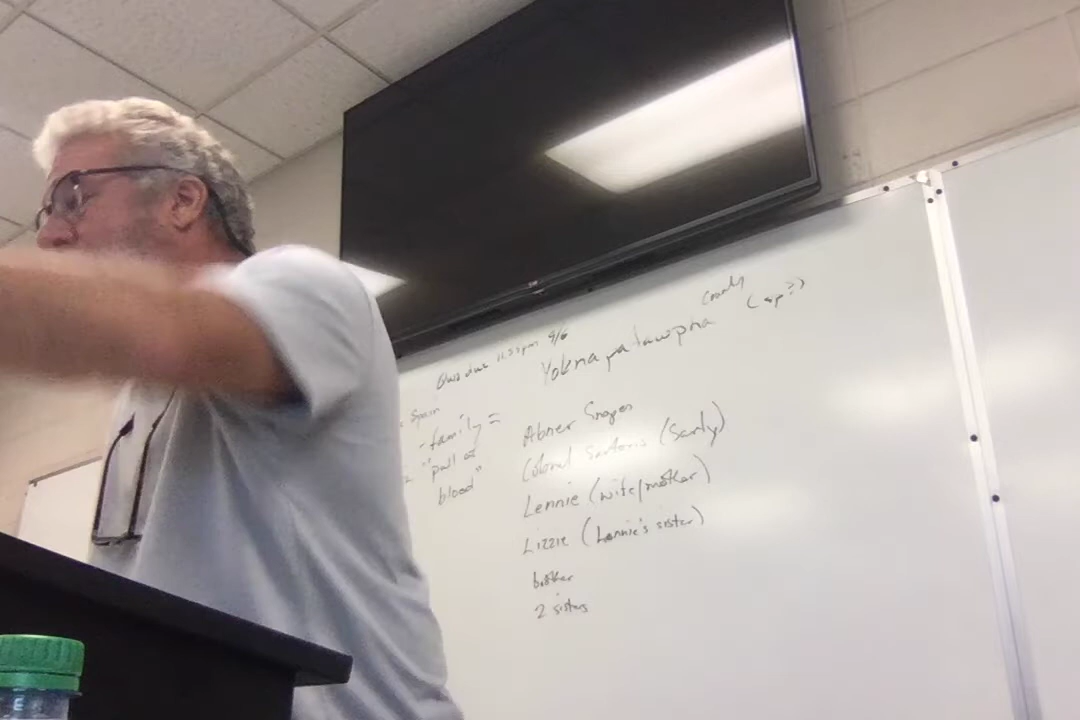 Quiz due 11:59pm 9/6
county
Yoknapatawpha (sp?)
Spain
-family =
"pull of
blood"
Abner Snopes
Colonel Sartoris (Sarty)
Lennie (wife/mother)
Lizzie (Lennie's sister)
brother
2 sisters